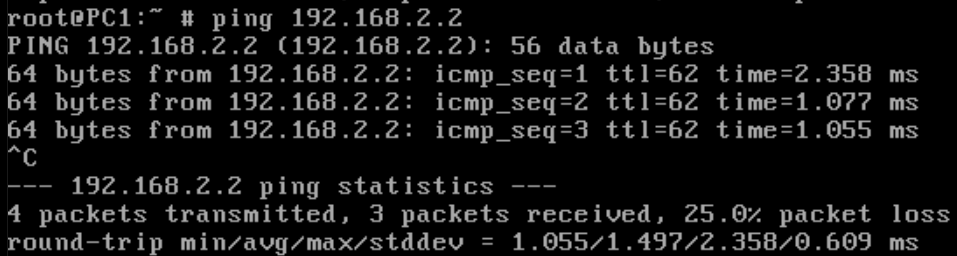 root@PC1:~ # ping 192.168.2.2
PING 192.168.2.2 (192.168.2.2): 56 data bytes
64 bytes from 192.168.2.2: icmp_seq=1 ttl=62 time=2.358 ms
64 bytes from 192.168.2.2: icmp_seq=2 ttl=62 time=1.077 ms
64 bytes from 192.168.2.2: icmp_seq=3 ttl=62 time=1.055 ms
^C
--- 192.168.2.2 ping statistics ---
4 packets transmitted, 3 packets received, 25.0% packet loss
round-trip min/avg/max/stddev = 1.055/1.497/2.358/0.609 ms